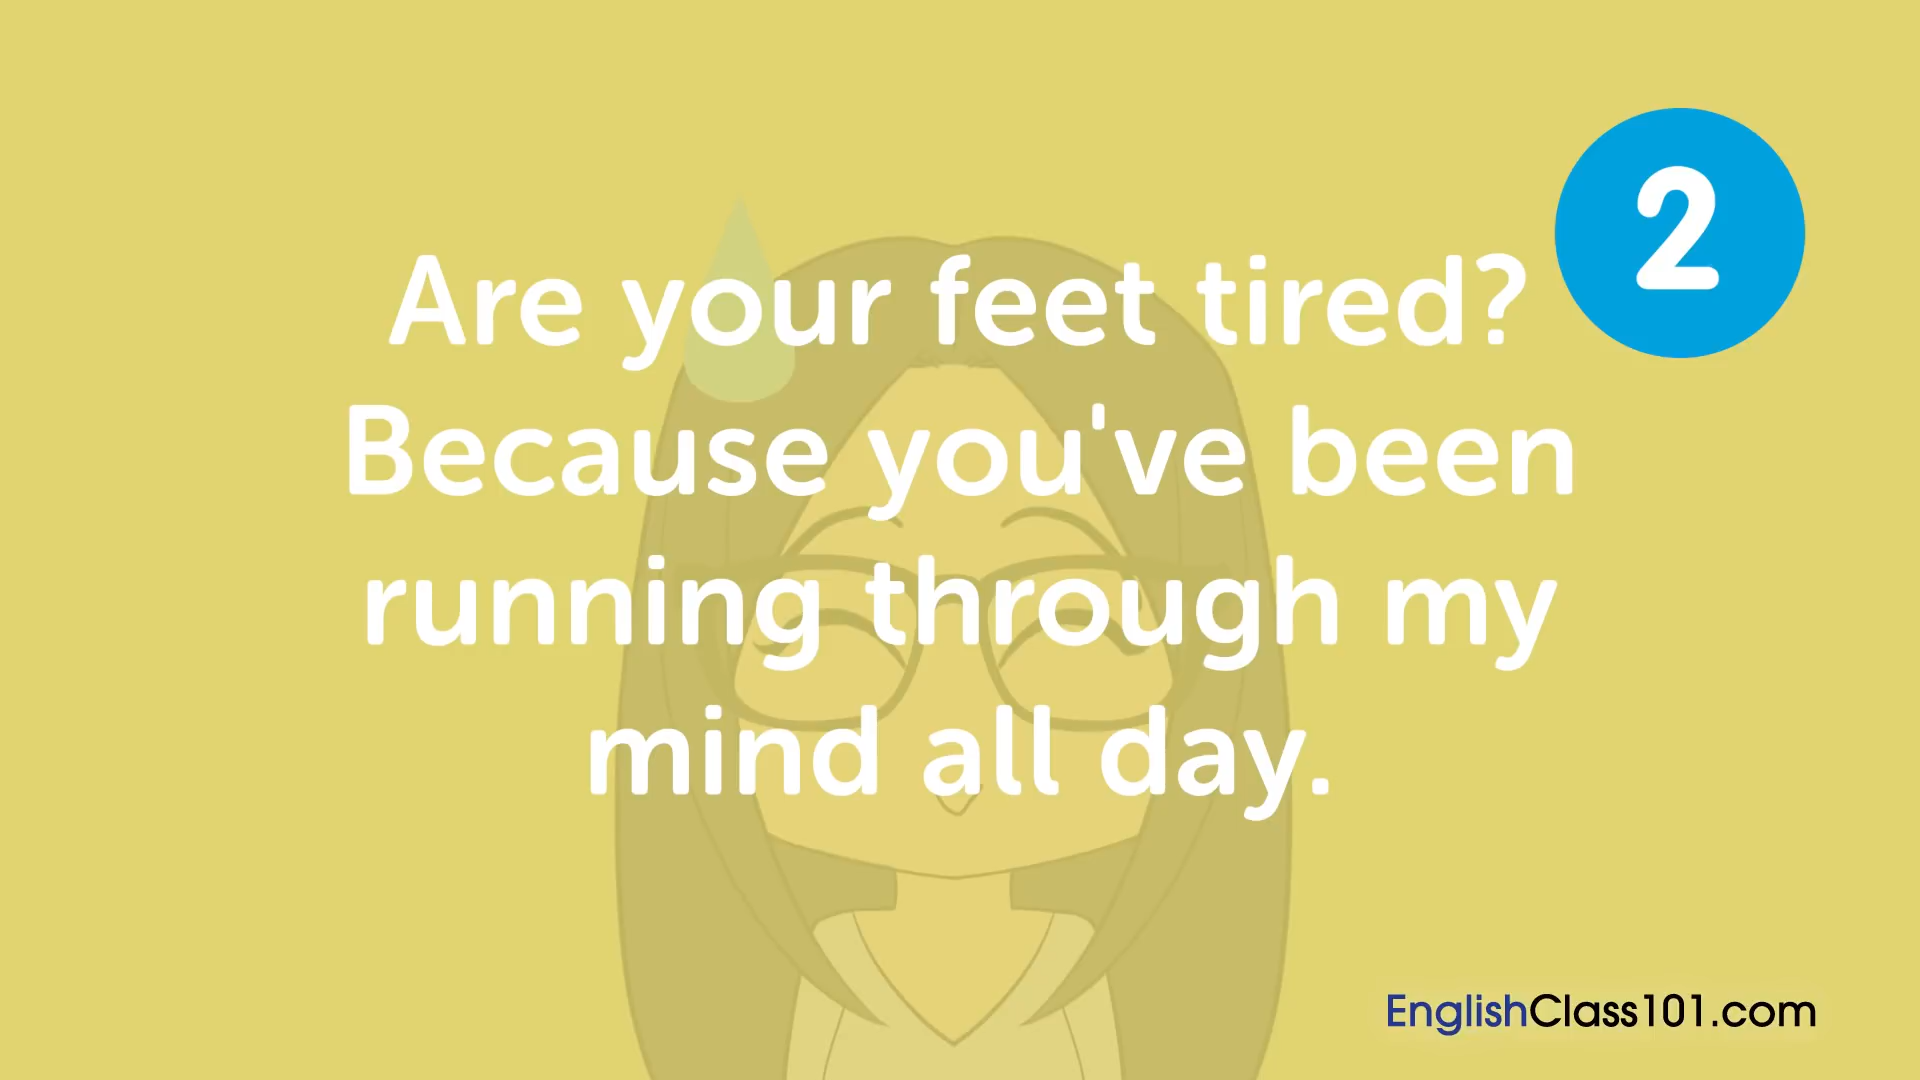 2
Are your feet tired?
Because you've been
running through my
mind all day.
EnglishClass101.com